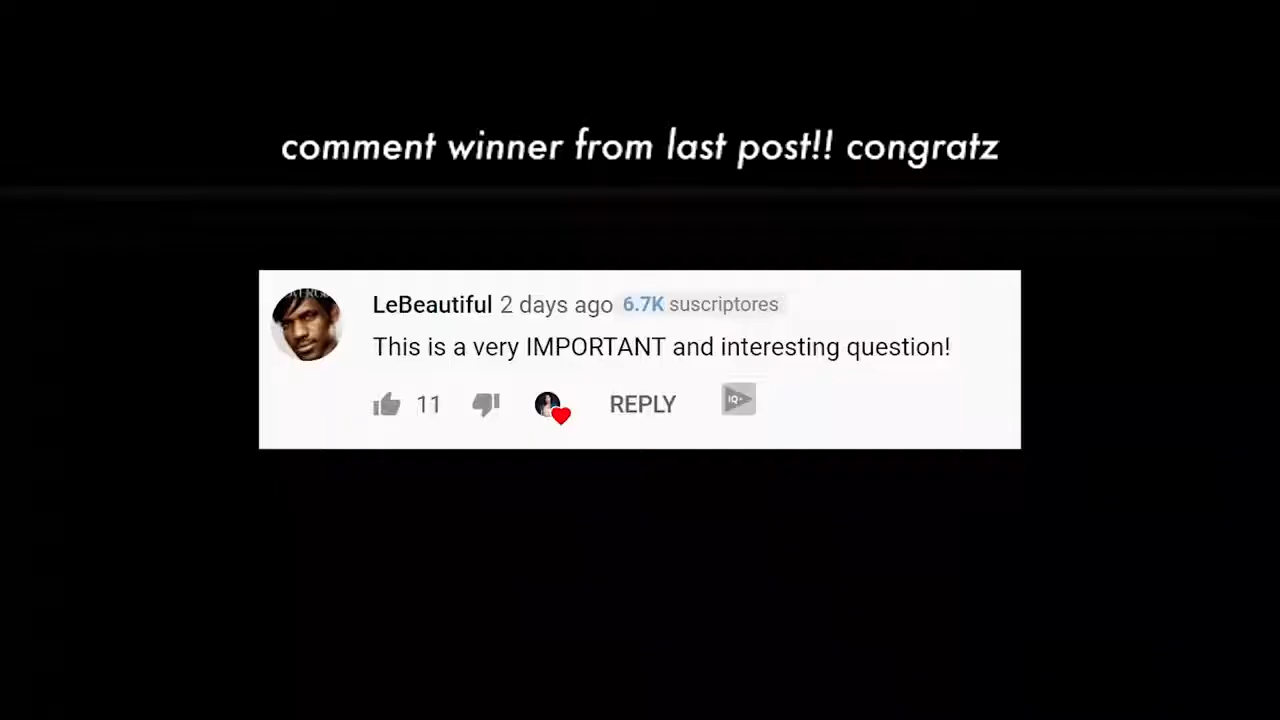 comment winner from last post!! congratz
LeBeautiful 2 days ago 6.7K suscriptores
This is a very IMPORTANT and interesting question!
11 REPLY IQ+